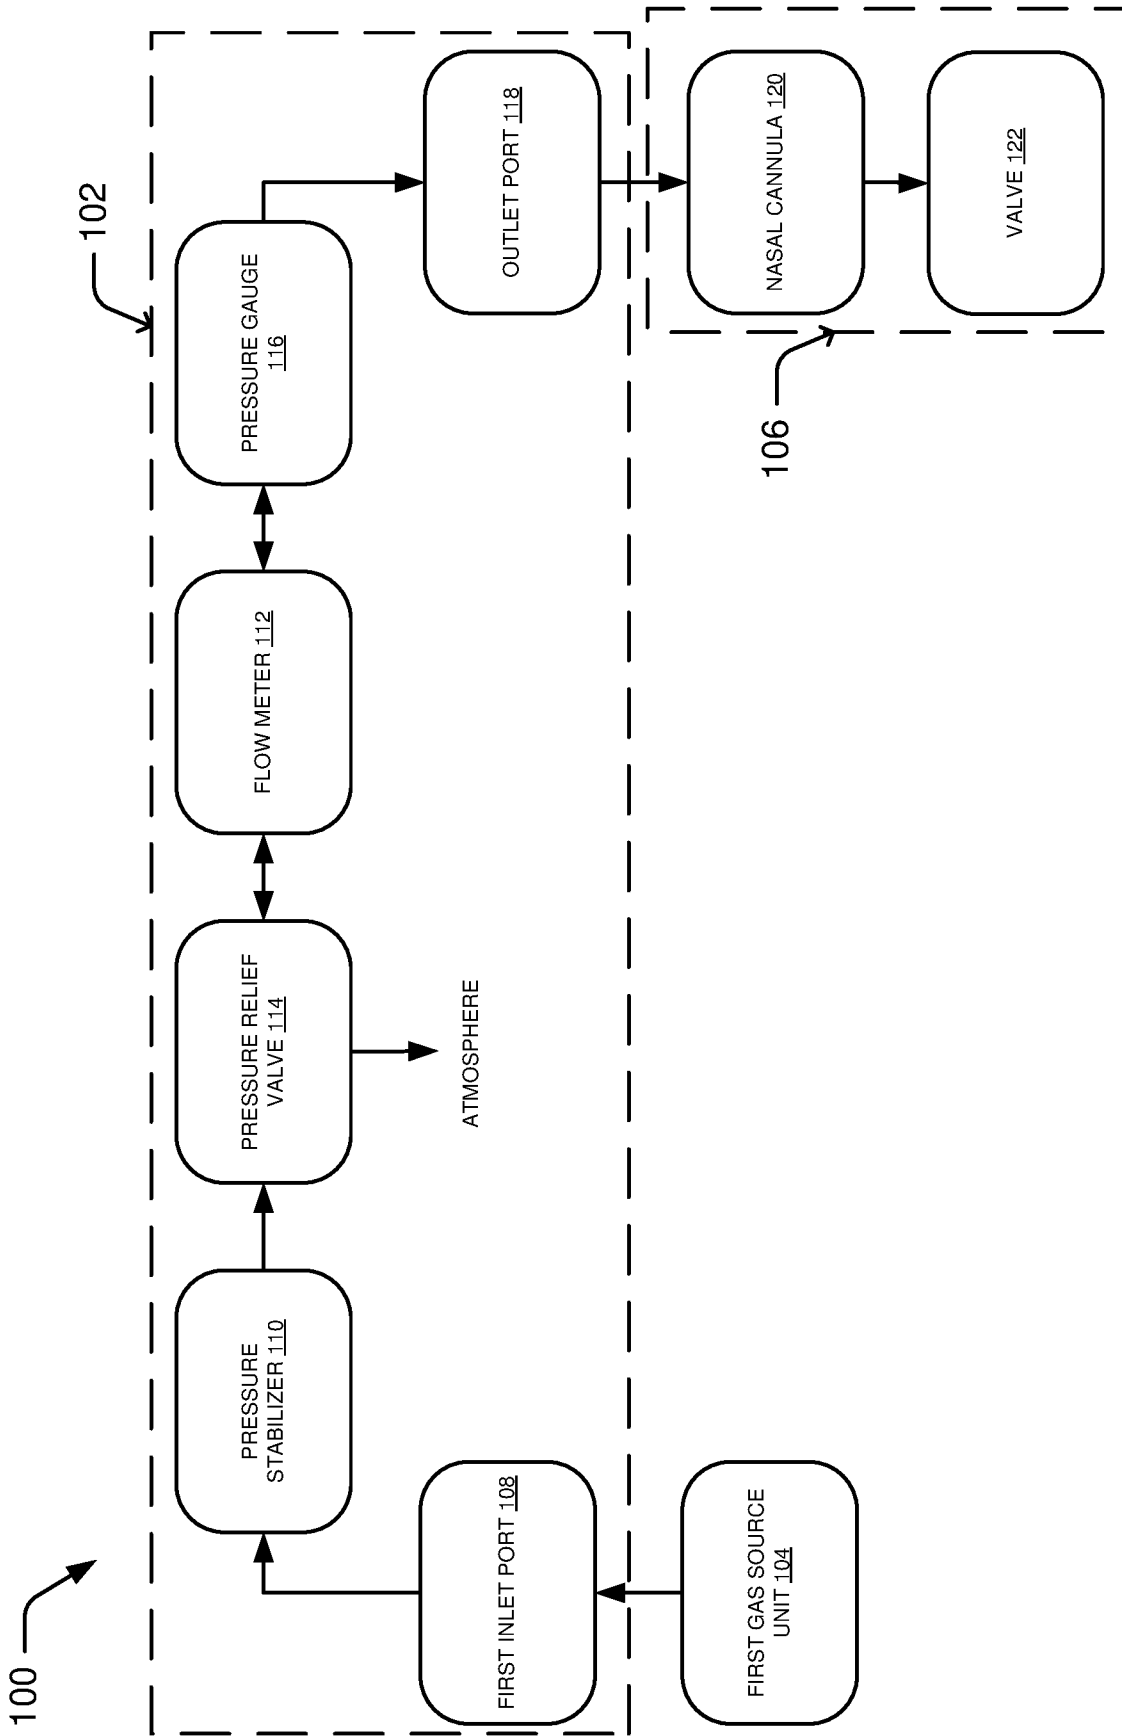 100
102
FIRST GAS SOURCE
UNIT 104
FIRST INLET PORT 108
PRESSURE
STABILIZER 110
PRESSURE RELIEF
VALVE 114
ATMOSPHERE
FLOW METER 112
PRESSURE GAUGE
116
OUTLET PORT 118
106
NASAL CANNULA 120
VALVE 122